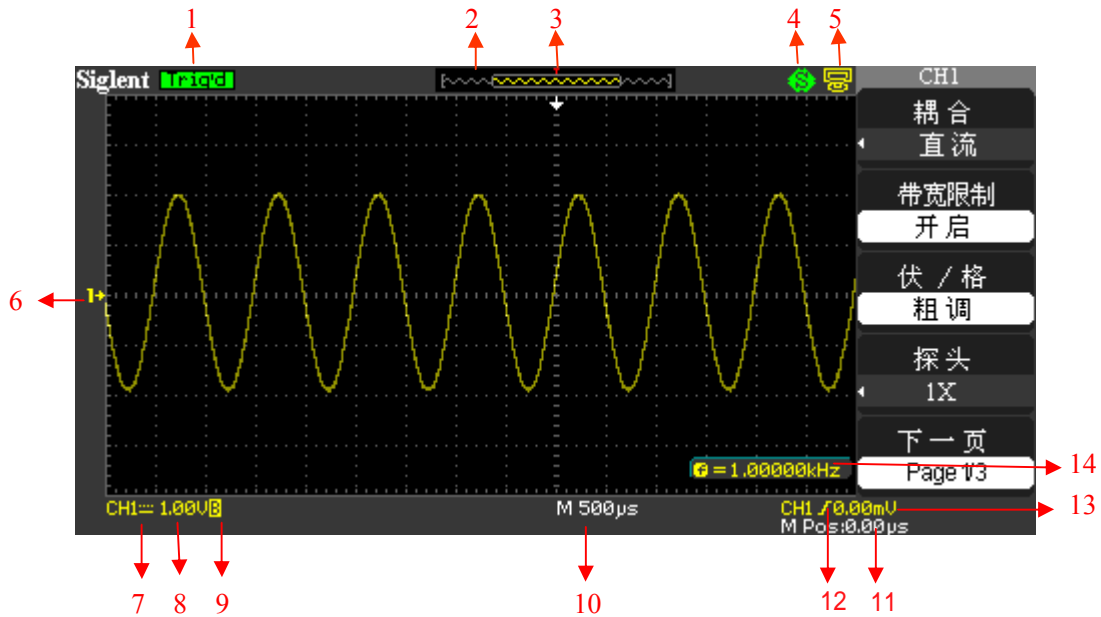 1 2 3 4 5
Siglent Trig'd S CH1
耦合
直流
带宽限制
开启
伏/格
粗调
6 1
探头
1X
下一页
f=1.00000kHz Page 1/3 14
CH1 1.00V B M 500μs CH1 0.00mV 13
M Pos:0.00μs
7 8 9 10 12 11